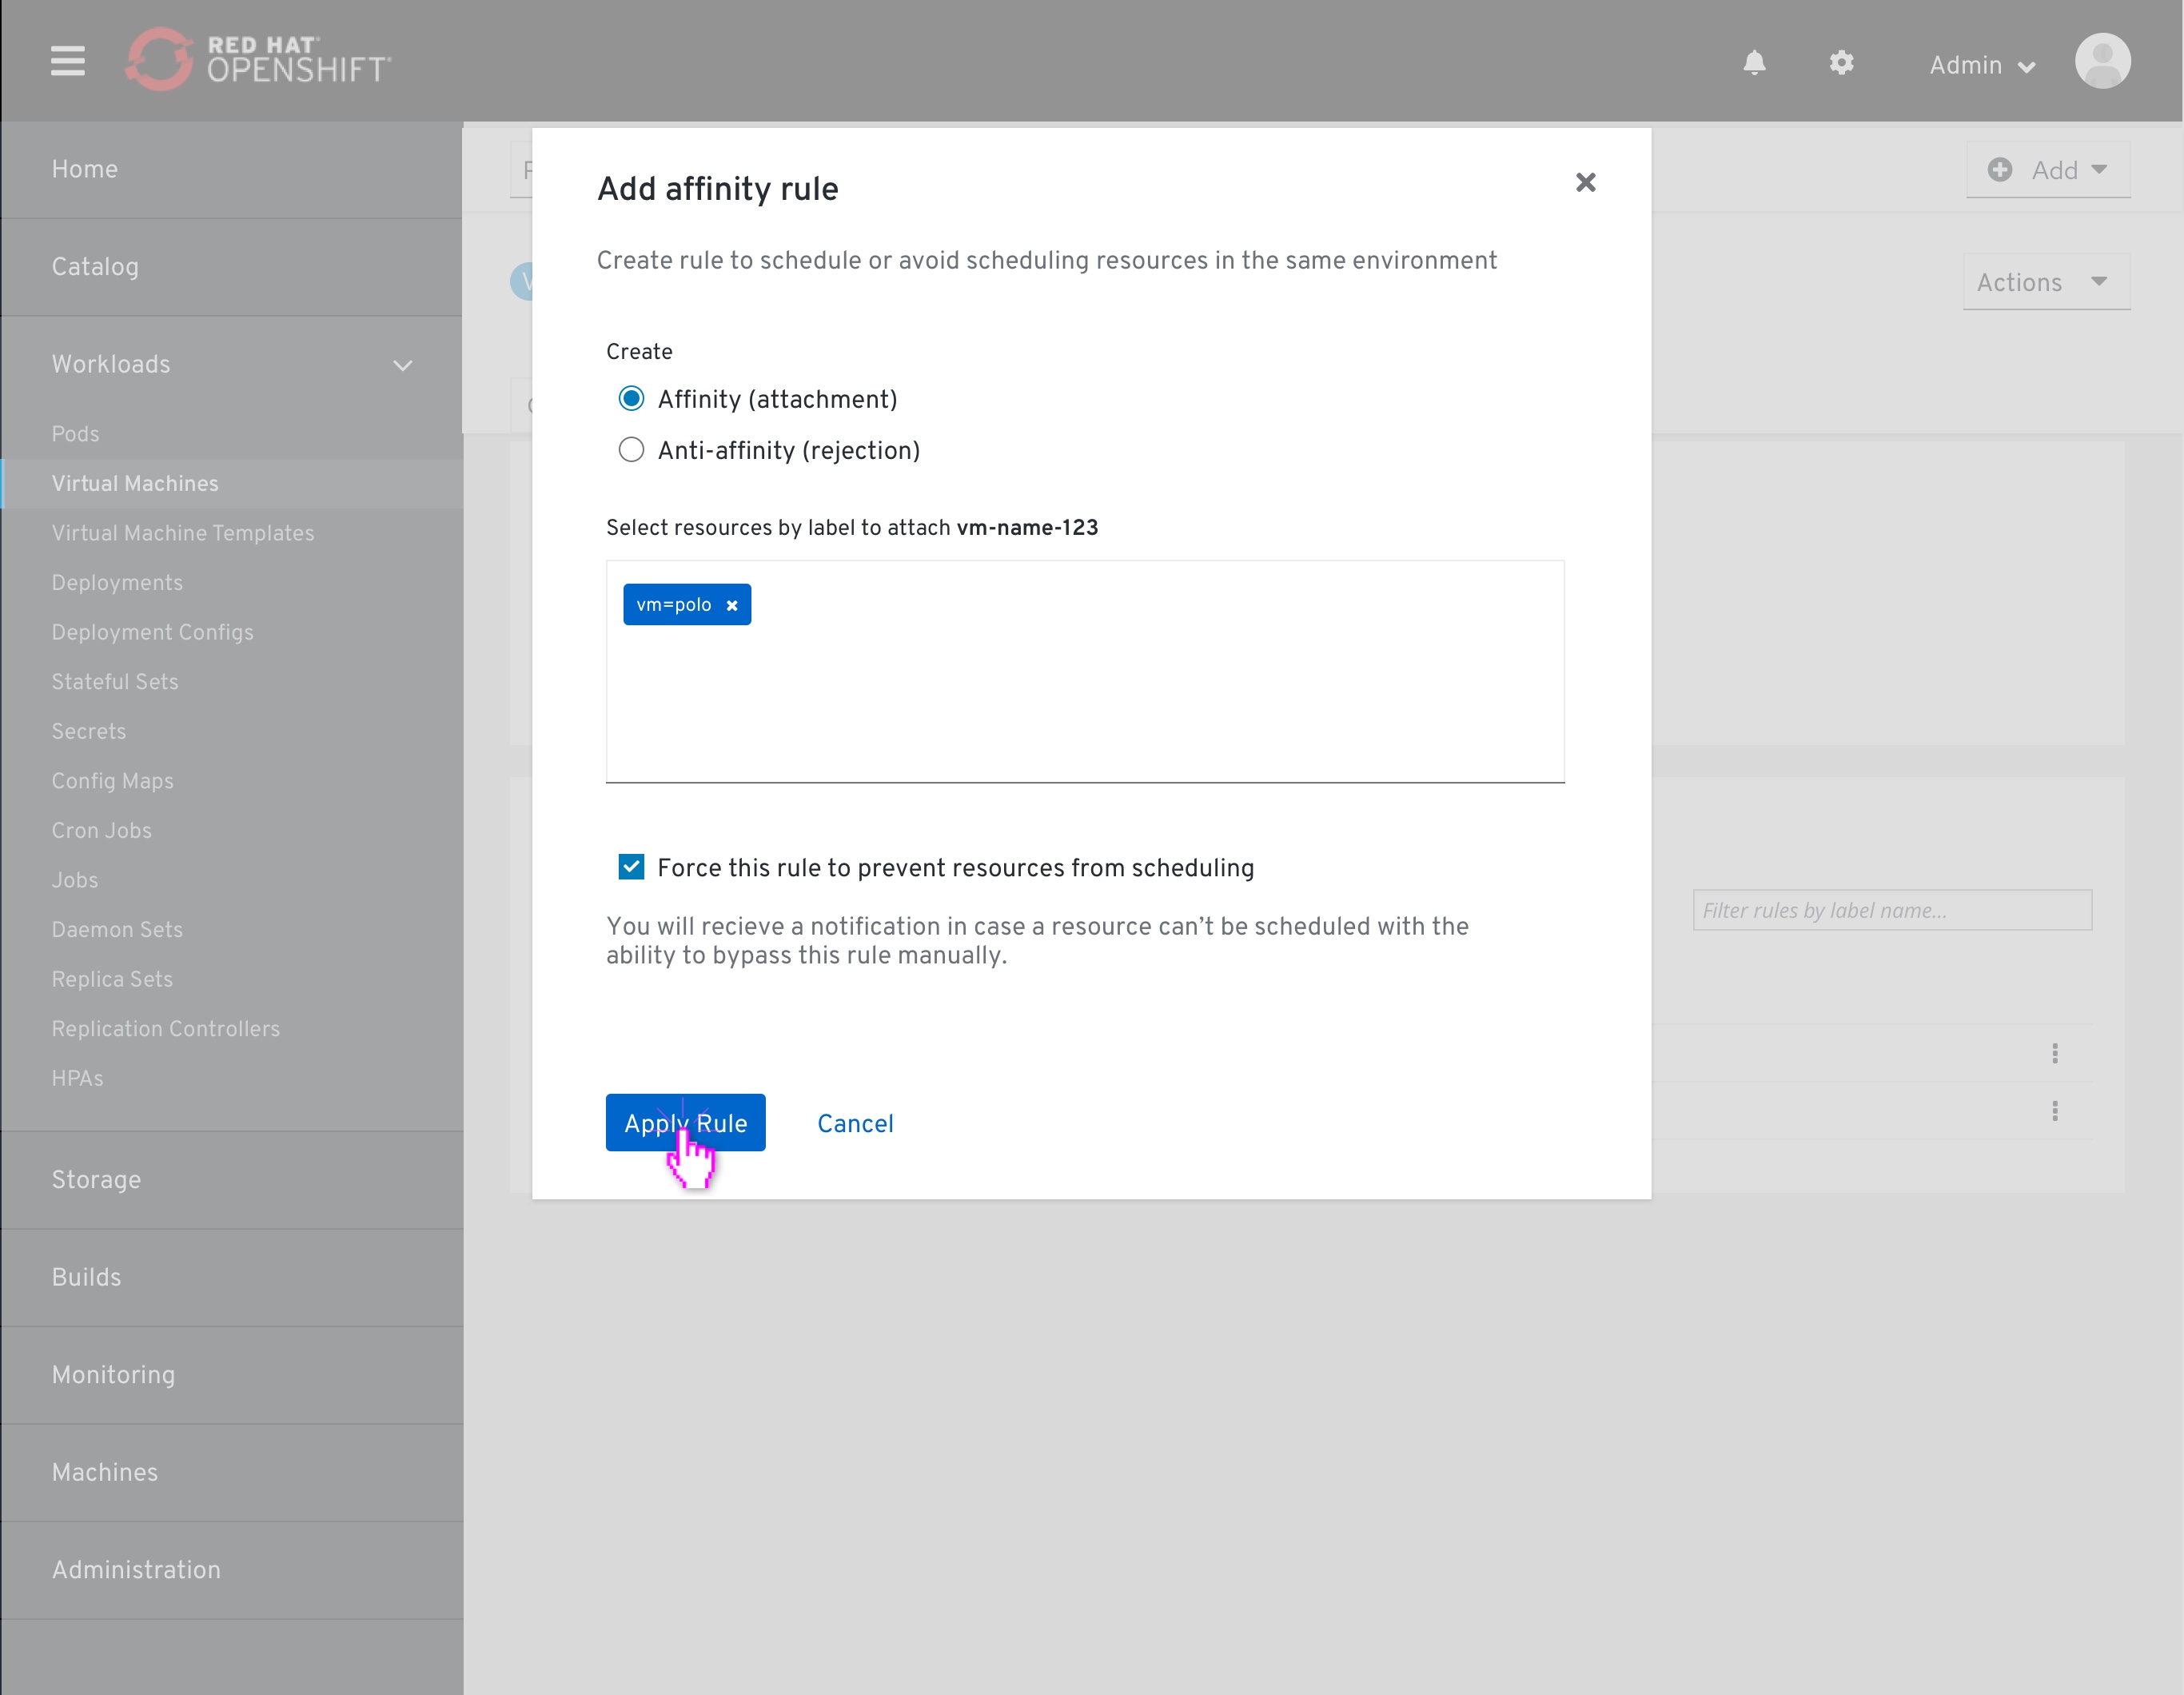 RED HAT®
OPENSHIFT®
Admin
Home
Catalog
Workloads
Pods
Virtual Machines
Virtual Machine Templates
Deployments
Deployment Configs
Stateful Sets
Secrets
Config Maps
Cron Jobs
Jobs
Daemon Sets
Replica Sets
Replication Controllers
HPAs
Storage
Builds
Monitoring
Machines
Administration
Add
Actions
Add affinity rule
Create rule to schedule or avoid scheduling resources in the same environment
Create
Affinity (attachment)
Anti-affinity (rejection)
Select resources by label to attach vm-name-123
vm=polo
Force this rule to prevent resources from scheduling
You will recieve a notification in case a resource can’t be scheduled with the
ability to bypass this rule manually.
Apply Rule
Cancel
Filter rules by label name...